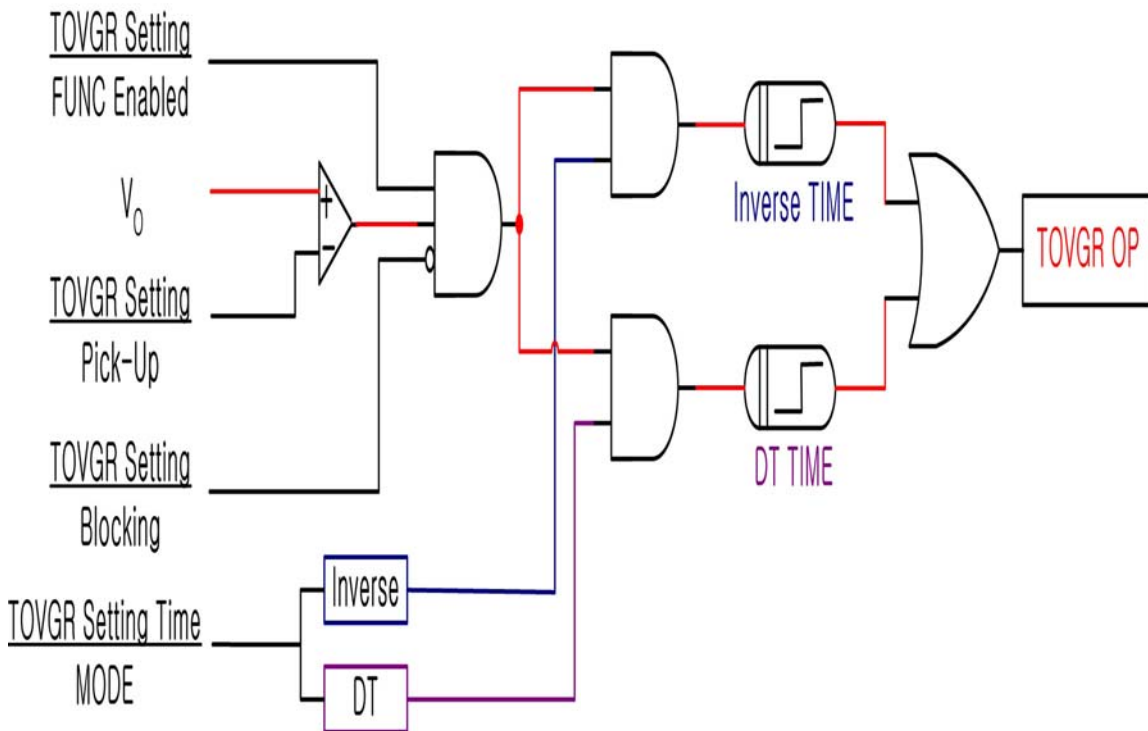 TOVGR Setting
FUNC Enabled
V_O
TOVGR Setting
Pick-Up
TOVGR Setting
Blocking
TOVGR Setting Time
MODE
Inverse
DT
+
−
Inverse TIME
DT TIME
TOVGR OP